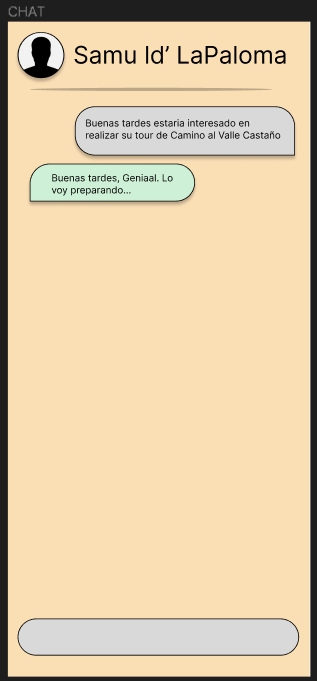 CHAT
Samu ld’ LaPaloma
Buenas tardes estaria interesado en
realizar su tour de Camino al Valle Castaño
Buenas tardes, Geniaal. Lo
voy preparando...